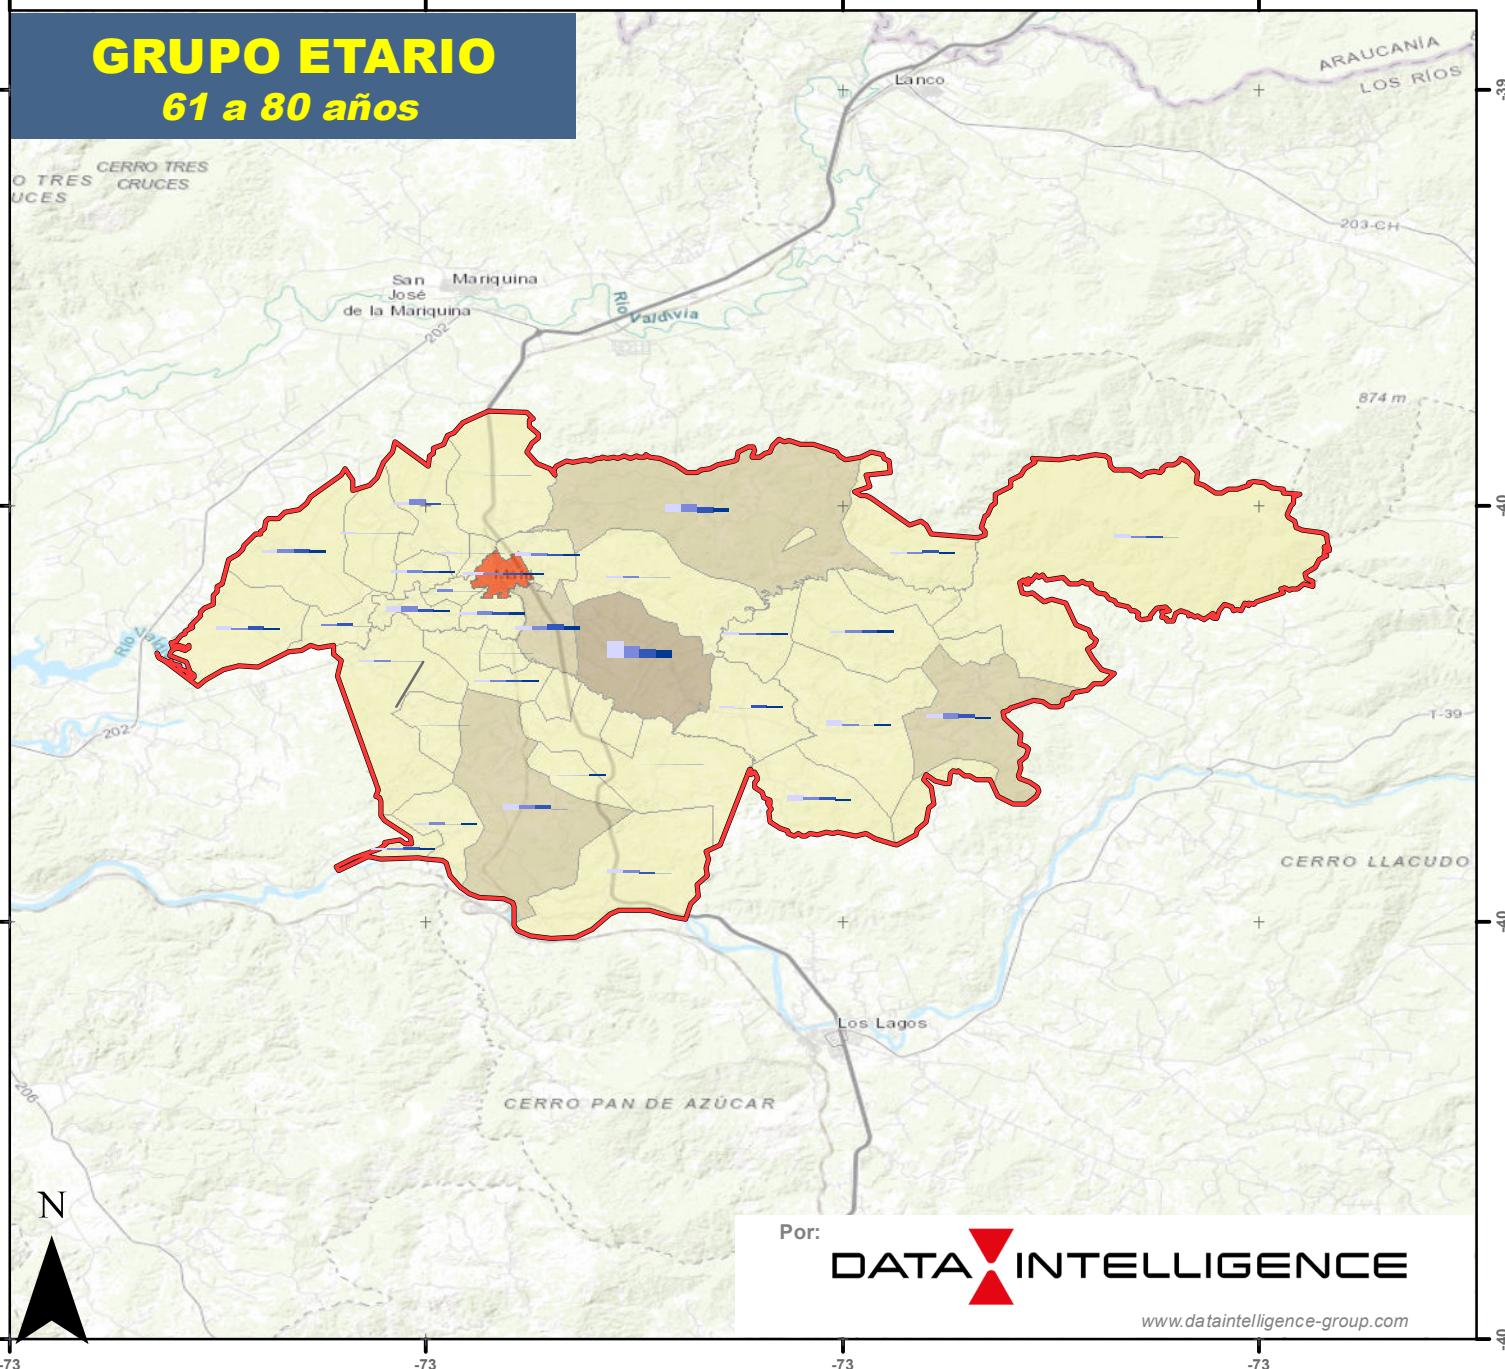 GRUPO ETARIO
61 a 80 años
ARAUCANÍA
LOS RÍOS
Lanco
-39
CERRO TRES
CRUCES
O TRES
UCES
203-CH
San
José
de la Mariquina
Mariquina
Río
Valdivia
202
874 m
-40
Río Valdi
202
T-39
CERRO LLACUDO
-40
Los Lagos
206
CERRO PAN DE AZÚCAR
N
Por:
DATA INTELLIGENCE
www.dataintelligence-group.com
-40
-73
-73
-73
-73